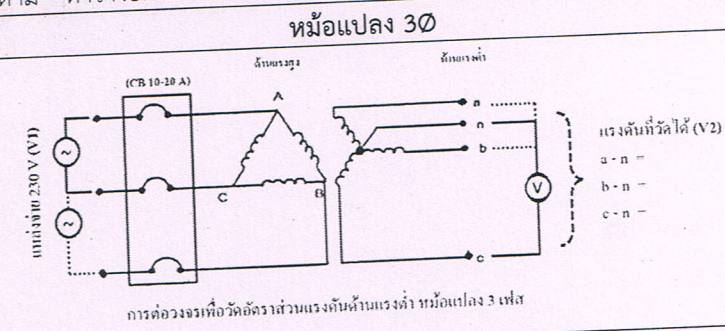 หม้อแปลง 3Ø
ด้านแรงสูง
ด้านแรงต่ำ
(CB 10-20 A)
A
a
n
b
แหล่งจ่าย 230 V (V1)
~
~
C
B
V
c
แรงดันที่วัดได้ (V2)
a - n =
b - n =
c - n =
การต่อวงจรเพื่อวัดอัตราส่วนแรงดันด้านแรงต่ำ หม้อแปลง 3 เฟส